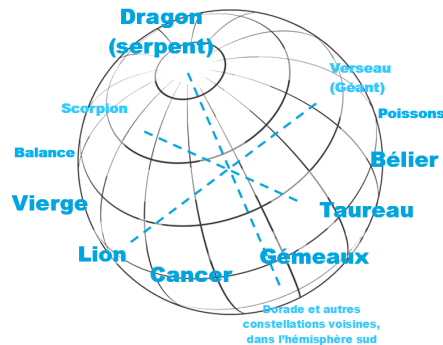 Dragon
(serpent)
Verseau
(Géant)
Scorpion
Poissons
Balance
Bélier
Vierge
Taureau
Lion
Gémeaux
Cancer
Dorade et autres
constellations voisines,
dans l'hémisphère sud